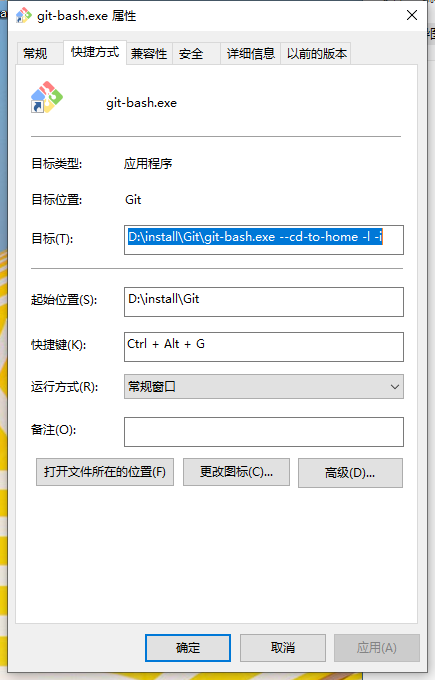 git-bash.exe 属性
常规 快捷方式 兼容性 安全 详细信息 以前的版本
git-bash.exe
目标类型: 应用程序
目标位置: Git
目标(T): D:\install\Git\git-bash.exe --cd-to-home -l -i
起始位置(S): D:\install\Git
快捷键(K): Ctrl + Alt + G
运行方式(R): 常规窗口
备注(O):
打开文件所在的位置(F) 更改图标(C)... 高级(D)...
确定 取消 应用(A)